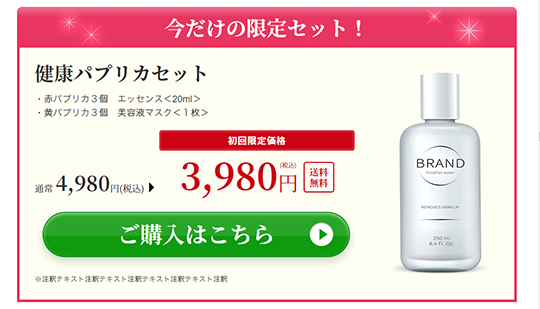 今だけの限定セット！
健康パプリカセット
・赤パプリカ３個　エッセンス＜20ml＞
・黄パプリカ３個　美容液マスク＜１枚＞
初回限定価格
通常 4,980円(税込) 3,980円(税込) 送料無料
ご購入はこちら
※注釈テキスト注釈テキスト注釈テキスト注釈テキスト注釈
BRAND
micellar water
REMOVES MAKEUP
250 ml
8.4 Fl. Oz.